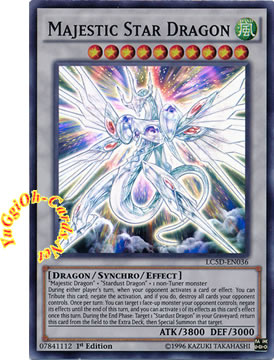 MAJESTIC STAR DRAGON
風
YuGgiOh-Cards.Net
LC5D-EN036
[DRAGON / SYNCHRO / EFFECT]
"Majestic Dragon" + "Stardust Dragon" + 1 non-Tuner monster
During either player's turn, when your opponent activates a card or effect: You can
Tribute this card; negate the activation, and if you do, destroy all cards your opponent
controls. Once per turn: You can target 1 face-up monster your opponent controls; negate
its effects until the end of this turn, also, you can activate 1 of that monster's effects as this card's effect
once this turn. During the End Phase: Target 1 "Stardust Dragon" in your Graveyard; return
this card from the field to the Extra Deck, then Special Summon that target.
ATK/3800 DEF/3000
07841112 1st Edition
©1996 KAZUKI TAKAHASHI